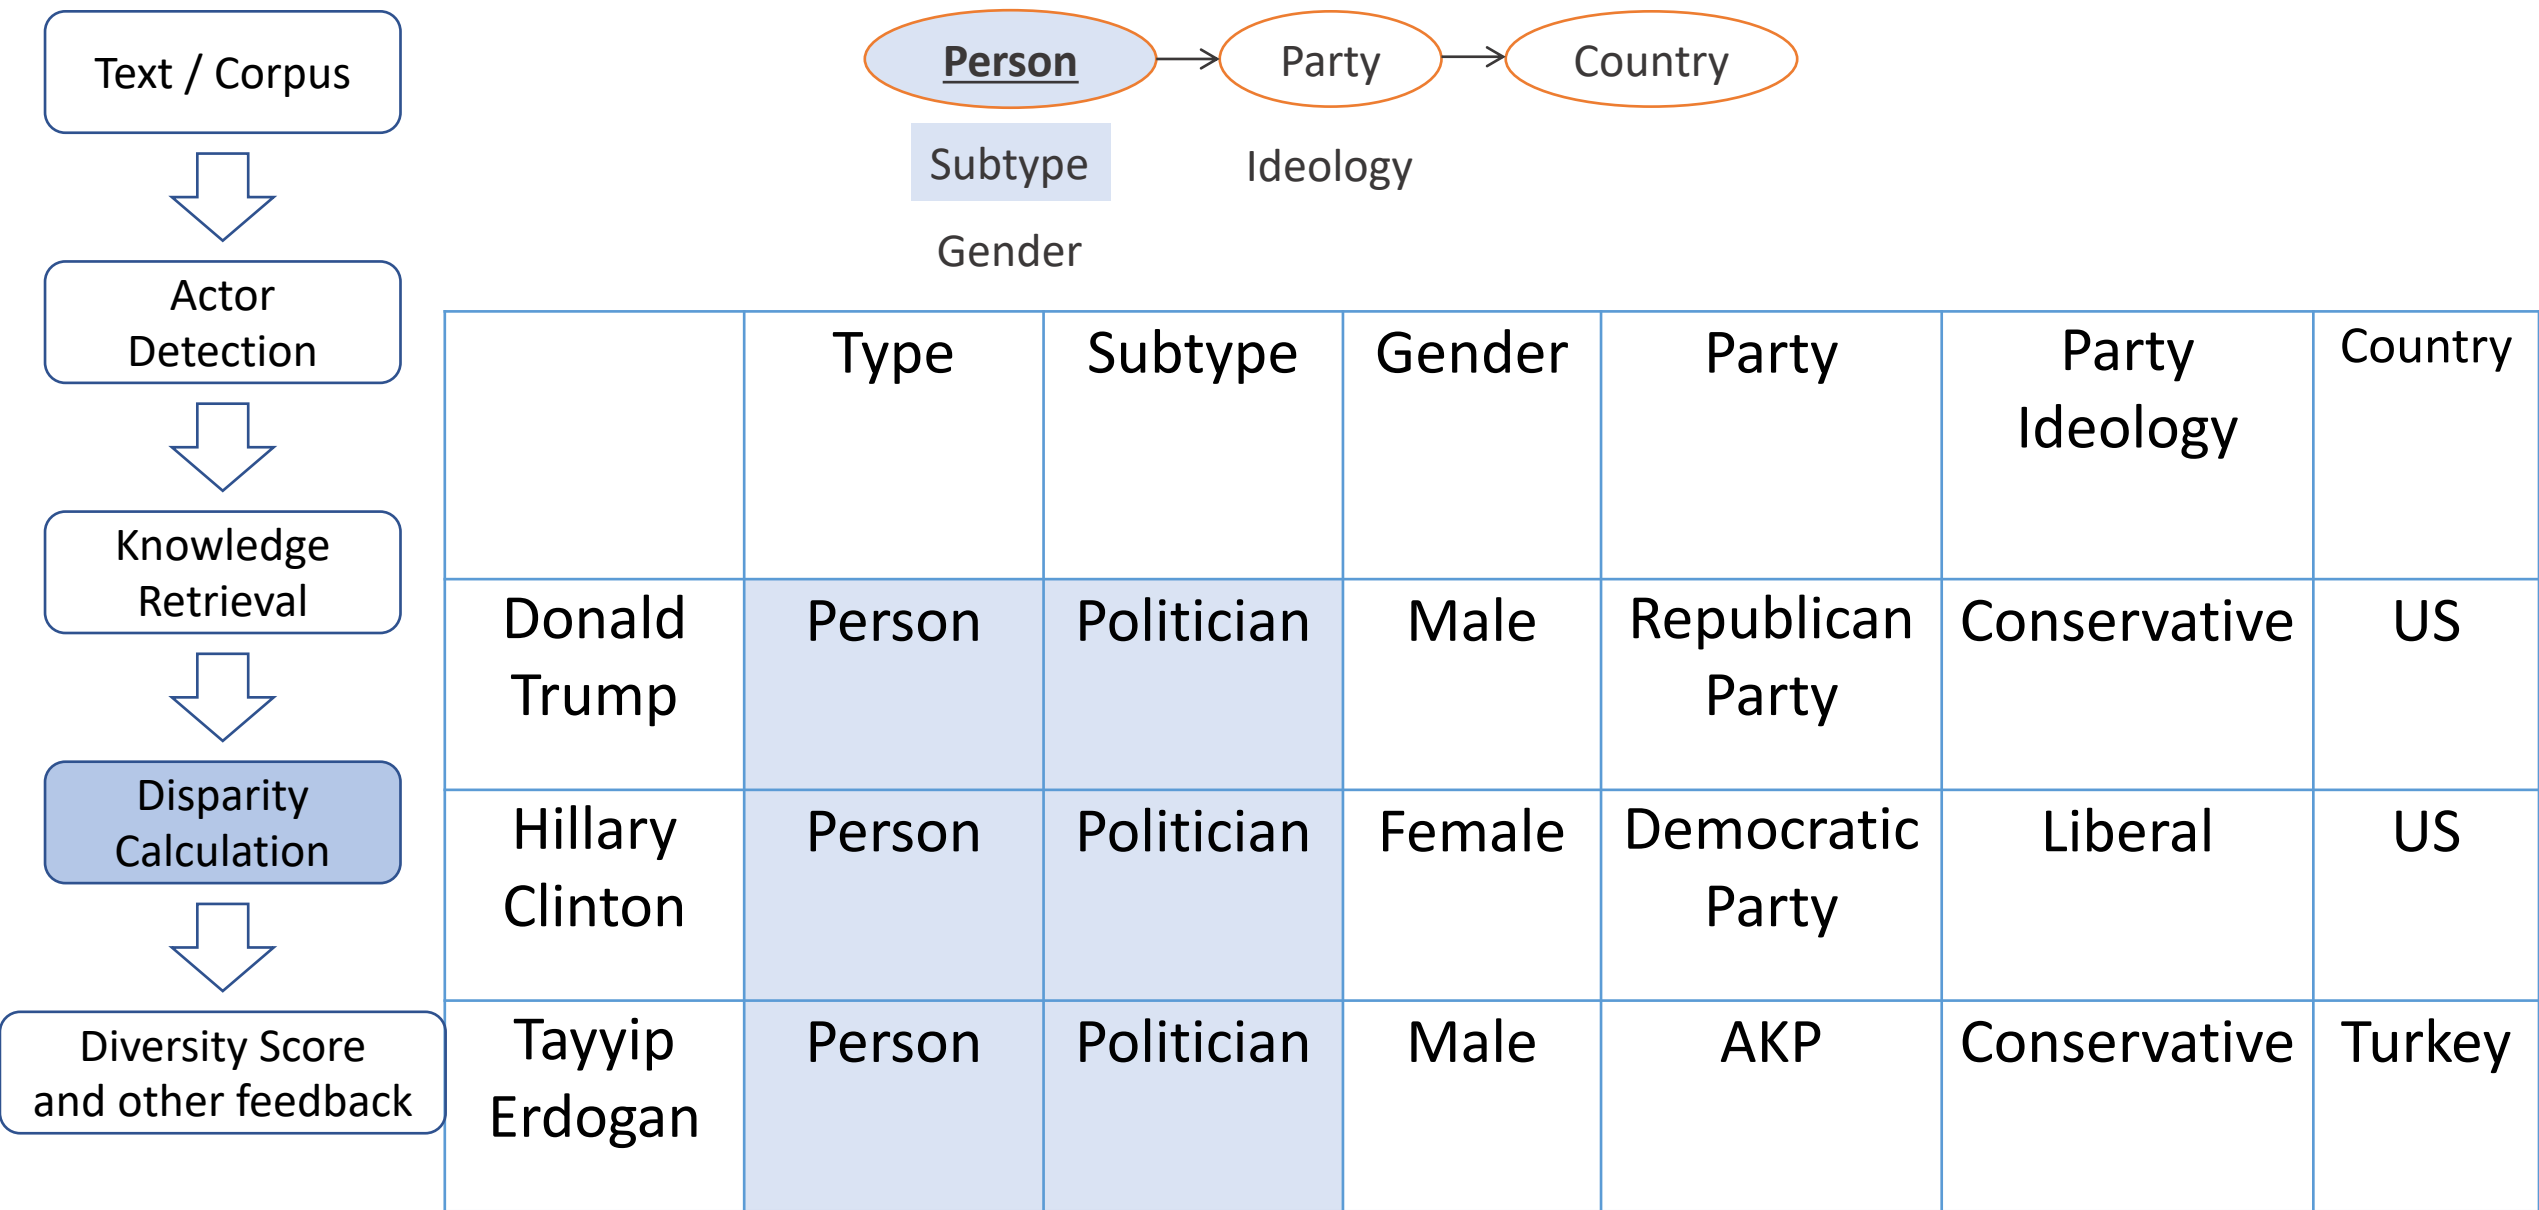 Text / Corpus
Actor
Detection
Knowledge
Retrieval
Disparity
Calculation
Diversity Score
and other feedback
Person
Party
Country
Subtype
Ideology
Gender
Type
Subtype
Gender
Party
Party
Ideology
Country
Donald
Trump
Person
Politician
Male
Republican
Party
Conservative
US
Hillary
Clinton
Person
Politician
Female
Democratic
Party
Liberal
US
Tayyip
Erdogan
Person
Politician
Male
AKP
Conservative
Turkey